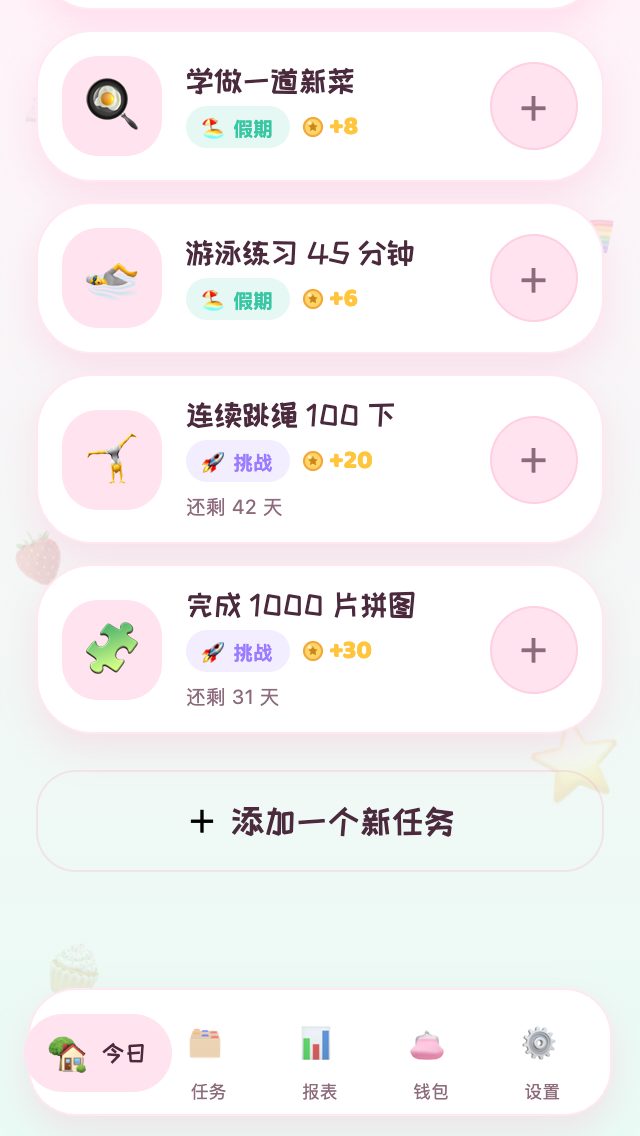 学做一道新菜
假期 +8
游泳练习 45 分钟
假期 +6
连续跳绳 100 下
挑战 +20
还剩 42 天
完成 1000 片拼图
挑战 +30
还剩 31 天
+ 添加一个新任务
今日 任务 报表 钱包 设置